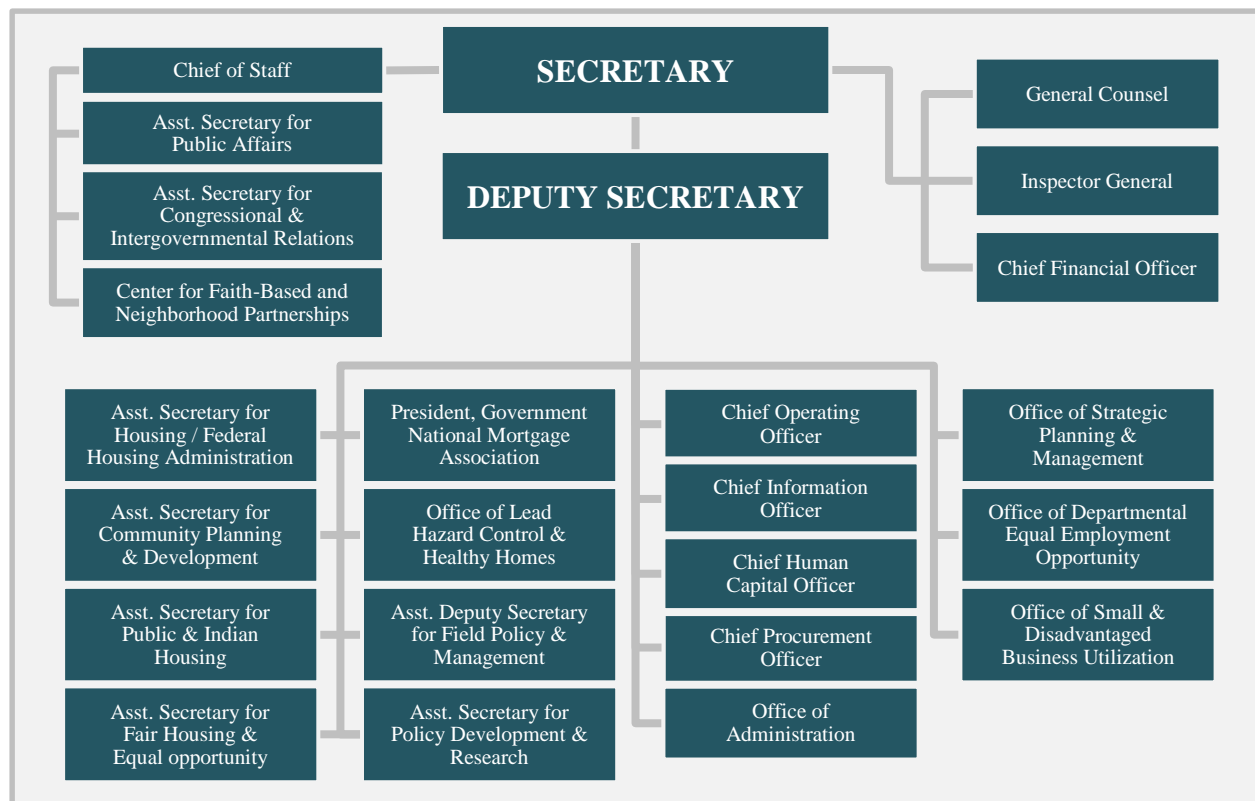 SECRETARY
DEPUTY SECRETARY
Chief of Staff
Asst. Secretary for
Public Affairs
Asst. Secretary for
Congressional &
Intergovernmental Relations
Center for Faith-Based and
Neighborhood Partnerships
General Counsel
Inspector General
Chief Financial Officer
Asst. Secretary for
Housing / Federal
Housing Administration
Asst. Secretary for
Community Planning
& Development
Asst. Secretary for
Public & Indian
Housing
Asst. Secretary for
Fair Housing &
Equal opportunity
President, Government
National Mortgage
Association
Office of Lead
Hazard Control &
Healthy Homes
Asst. Deputy Secretary
for Field Policy &
Management
Asst. Secretary for
Policy Development &
Research
Chief Operating
Officer
Chief Information
Officer
Chief Human
Capital Officer
Chief Procurement
Officer
Office of
Administration
Office of Strategic
Planning &
Management
Office of Departmental
Equal Employment
Opportunity
Office of Small &
Disadvantaged
Business Utilization